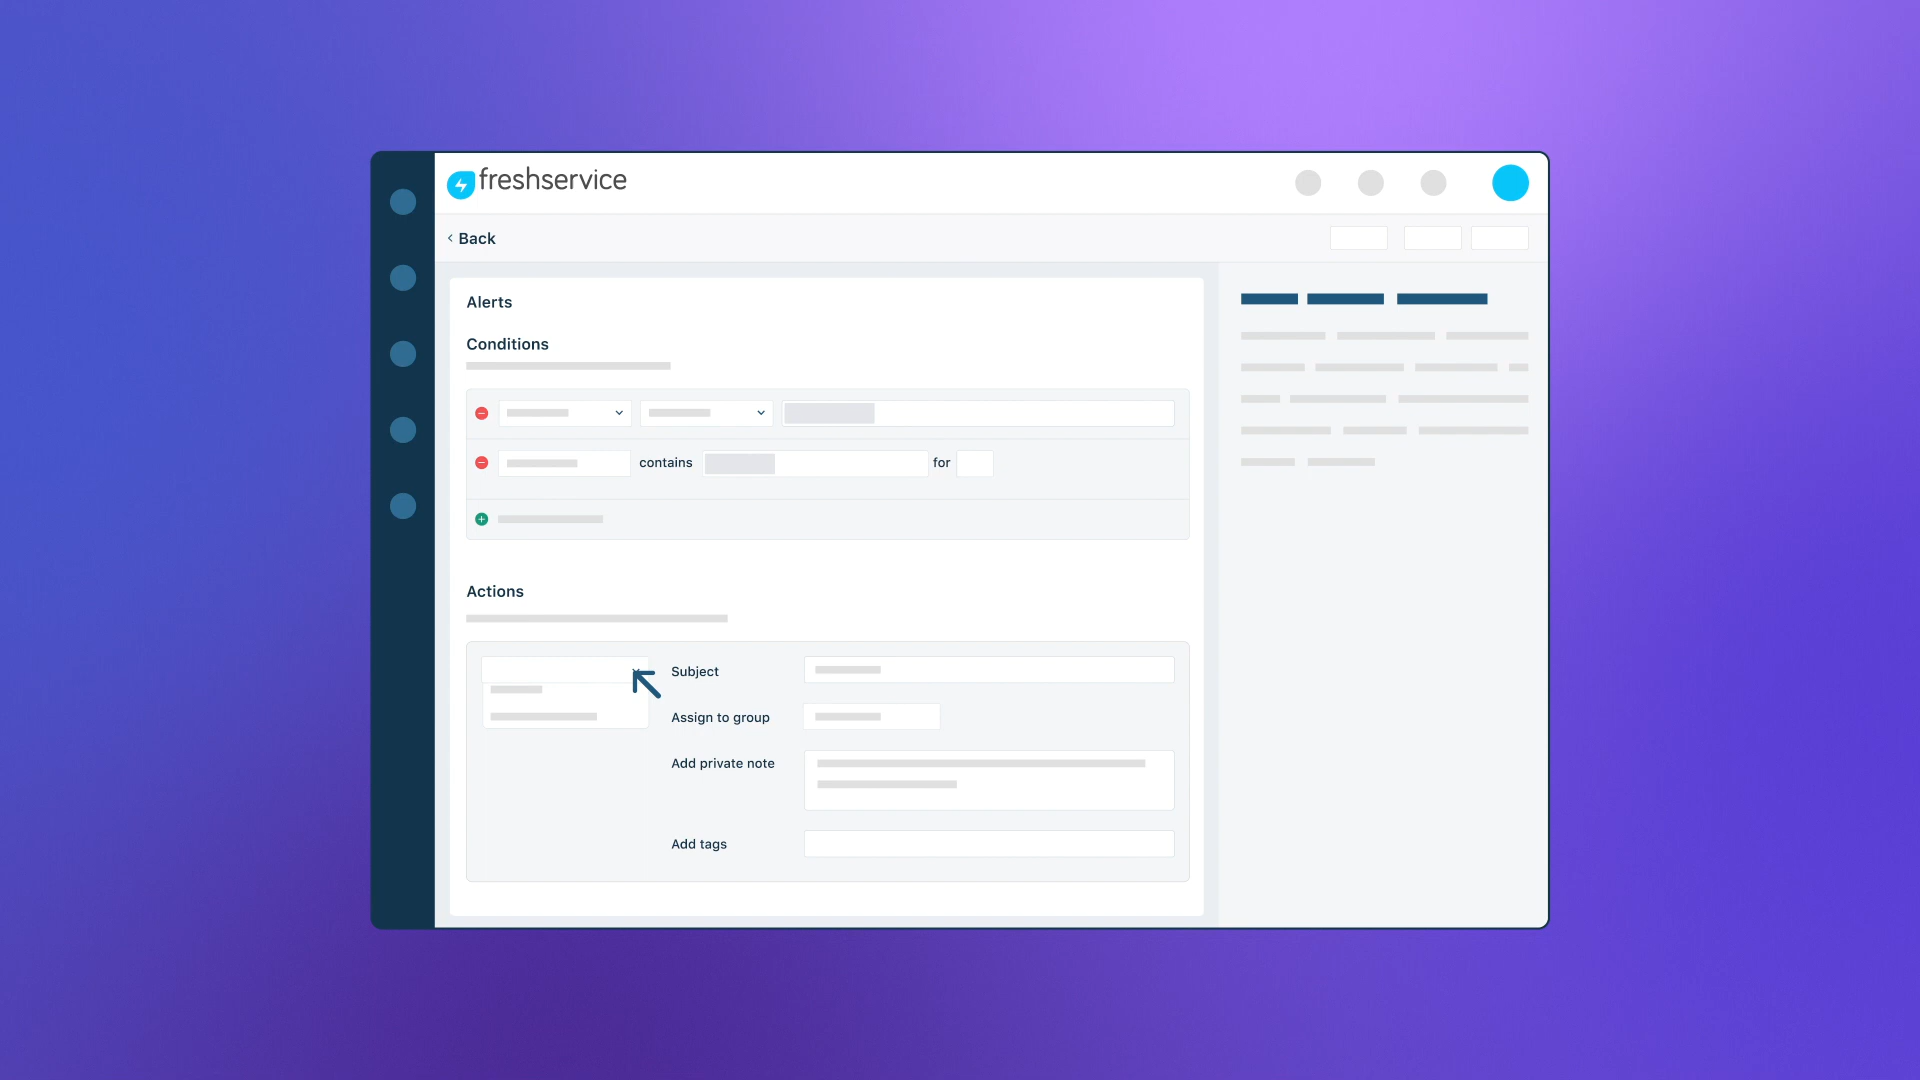 freshservice
Back
Alerts
Conditions
contains for
Actions
Subject
Assign to group
Add private note
Add tags